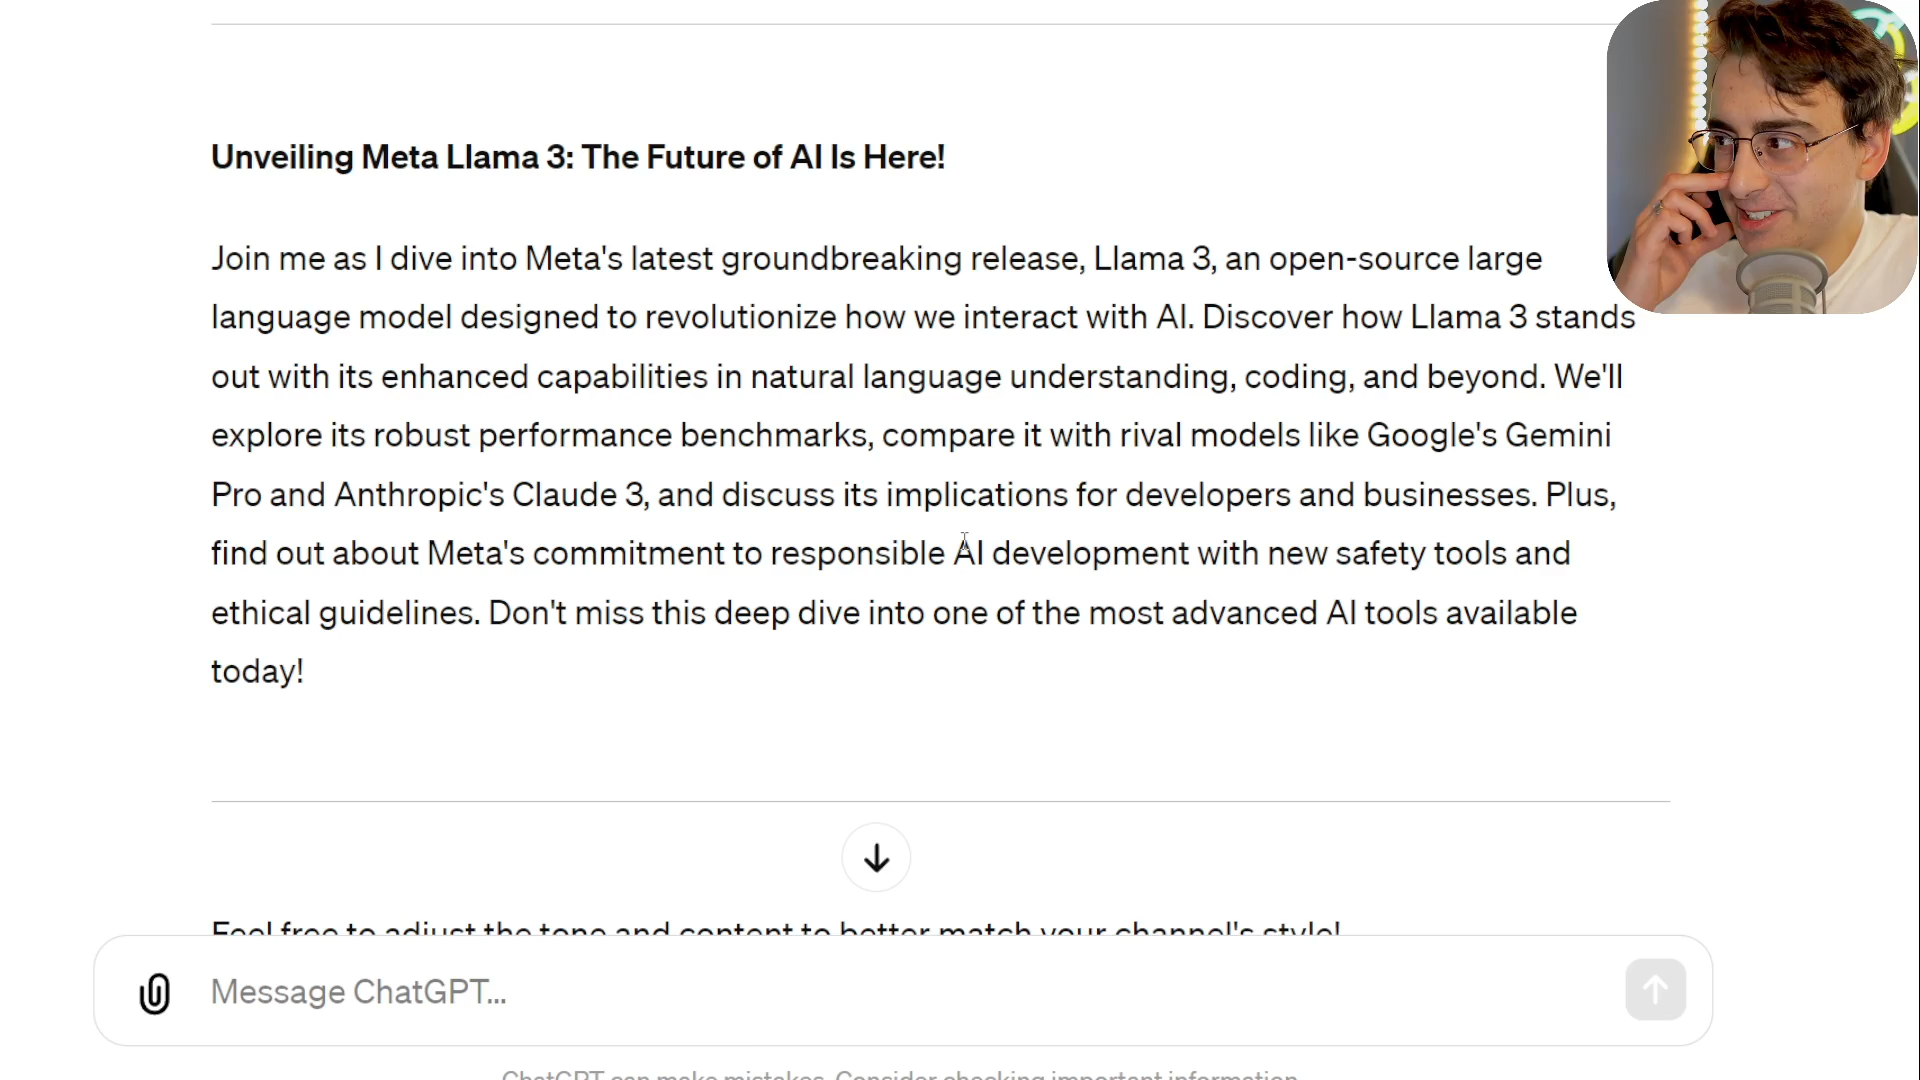 Unveiling Meta Llama 3: The Future of AI Is Here!
Join me as I dive into Meta's latest groundbreaking release, Llama 3, an open-source large
language model designed to revolutionize how we interact with AI. Discover how Llama 3 stands
out with its enhanced capabilities in natural language understanding, coding, and beyond. We'll
explore its robust performance benchmarks, compare it with rival models like Google's Gemini
Pro and Anthropic's Claude 3, and discuss its implications for developers and businesses. Plus,
find out about Meta's commitment to responsible AI development with new safety tools and
ethical guidelines. Don't miss this deep dive into one of the most advanced AI tools available
today!
Feel free to adjust the tone and content to better match your channel's style!
Message ChatGPT...
ChatGPT can make mistakes. Consider checking important information.